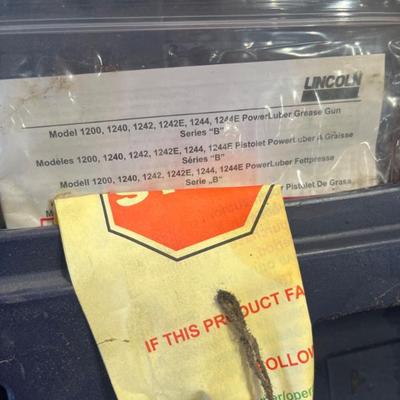 LINCOLN
Model 1200, 1240, 1242, 1242E, 1244, 1244E PowerLuber Grease Gun
Series "B"
Modèles 1200, 1240, 1242, 1242E, 1244, 1244E Pistolet PowerLuber A Graisse
Séries "B"
Modell 1200, 1240, 1242, 1242E, 1244, 1244E PowerLuber Fettpresse
Serie „B"
Pistolet De Grasa
IF THIS PRODUCT FA
OLLO